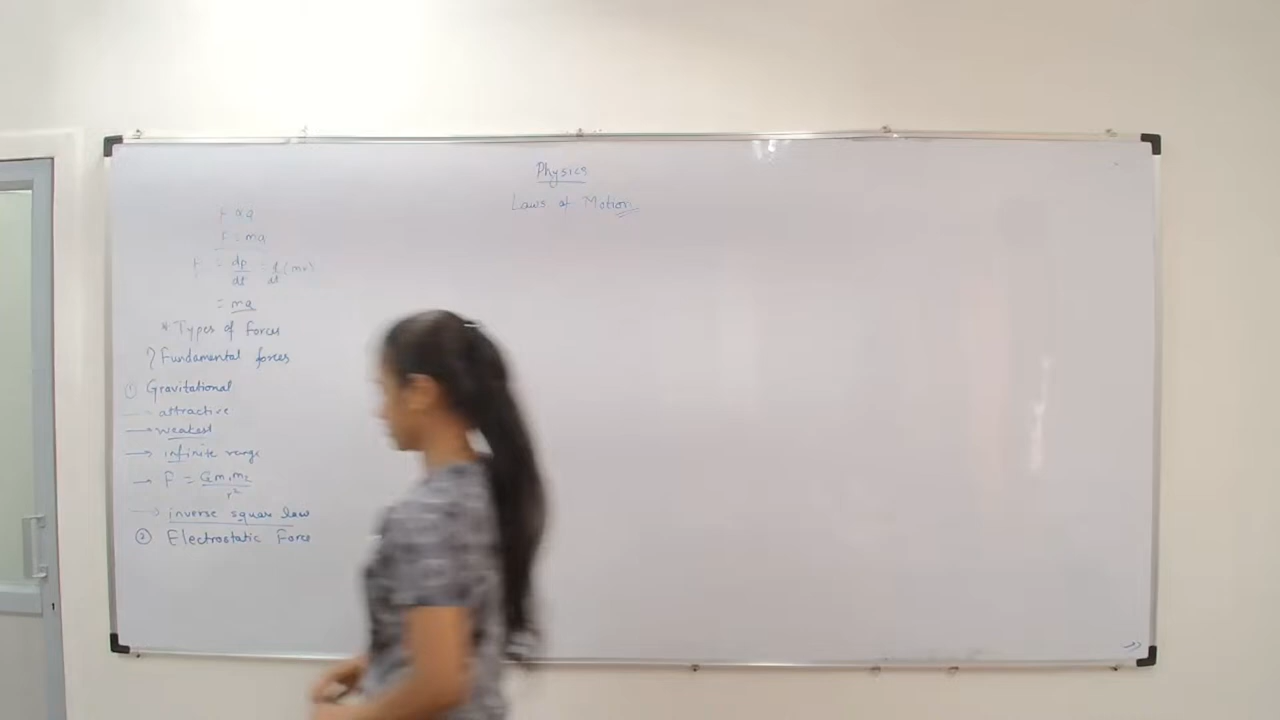 Physics
Laws of Motion
F ∝ a
F = ma
F = dp/dt = d/dt (mv)
= ma
* Types of forces
? Fundamental forces
① Gravitational
→ attractive
→ weakest
→ infinite range
→ F = Gm₁m₂/r²
→ inverse square law
② Electrostatic Force